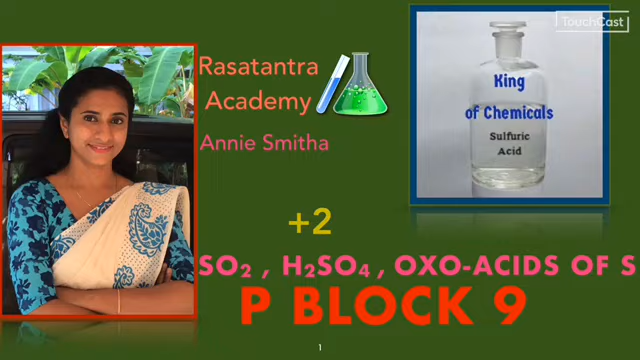 TouchCast
Rasatantra
Academy
Annie Smitha
King
of Chemicals
Sulfuric
Acid
+2
SO₂ , H₂SO₄ , OXO-ACIDS OF S
P BLOCK 9
1